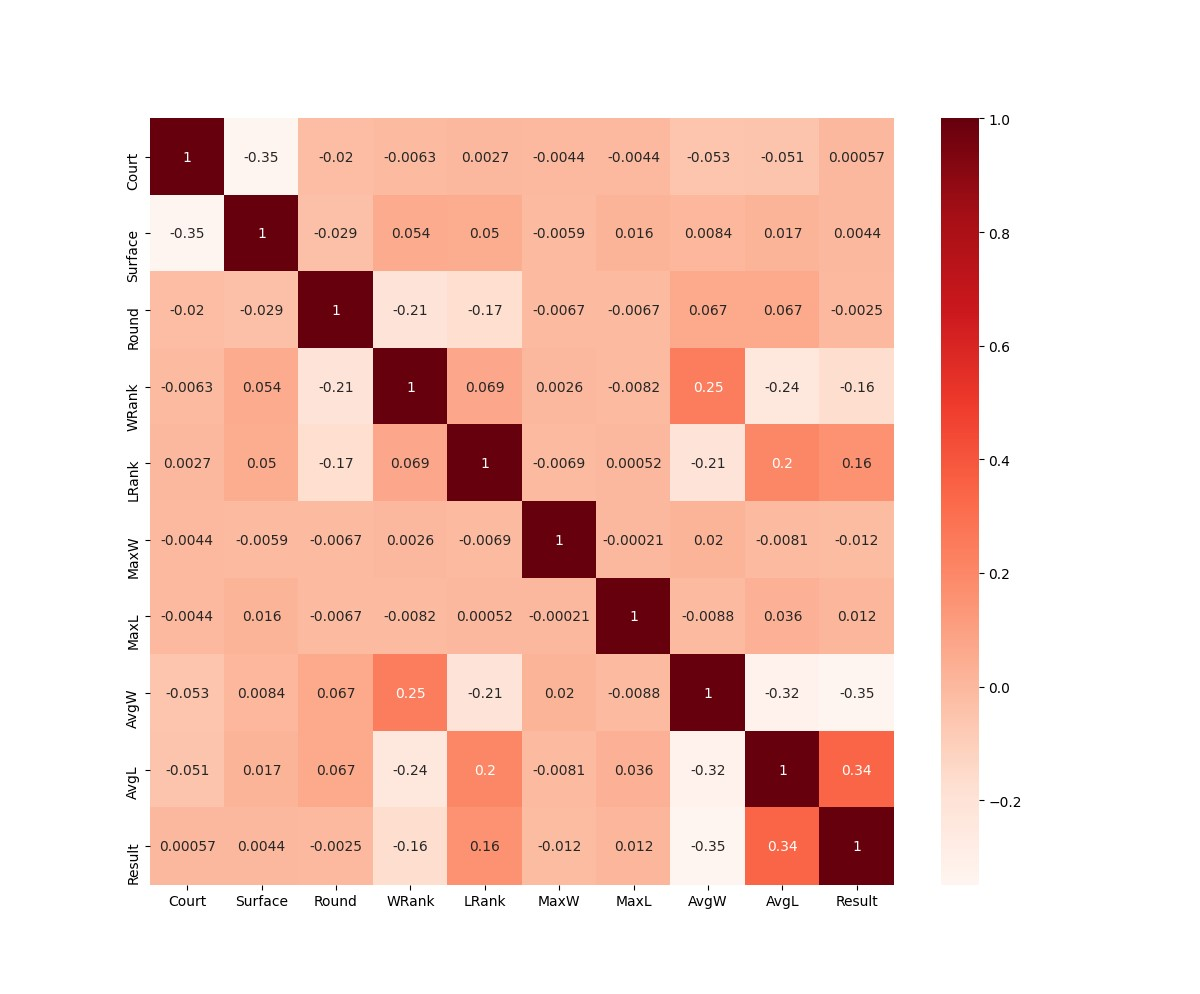 Court 1 -0.35 -0.02 -0.0063 0.0027 -0.0044 -0.0044 -0.053 -0.051 0.00057
Surface -0.35 1 -0.029 0.054 0.05 -0.0059 0.016 0.0084 0.017 0.0044
Round -0.02 -0.029 1 -0.21 -0.17 -0.0067 -0.0067 0.067 0.067 -0.0025
WRank -0.0063 0.054 -0.21 1 0.069 0.0026 -0.0082 0.25 -0.24 -0.16
LRank 0.0027 0.05 -0.17 0.069 1 -0.0069 0.00052 -0.21 0.2 0.16
MaxW -0.0044 -0.0059 -0.0067 0.0026 -0.0069 1 -0.00021 0.02 -0.0081 -0.012
MaxL -0.0044 0.016 -0.0067 -0.0082 0.00052 -0.00021 1 -0.0088 0.036 0.012
AvgW -0.053 0.0084 0.067 0.25 -0.21 0.02 -0.0088 1 -0.32 -0.35
AvgL -0.051 0.017 0.067 -0.24 0.2 -0.0081 0.036 -0.32 1 0.34
Result 0.00057 0.0044 -0.0025 -0.16 0.16 -0.012 0.012 -0.35 0.34 1
Court Surface Round WRank LRank MaxW MaxL AvgW AvgL Result
1.0
0.8
0.6
0.4
0.2
0.0
−0.2